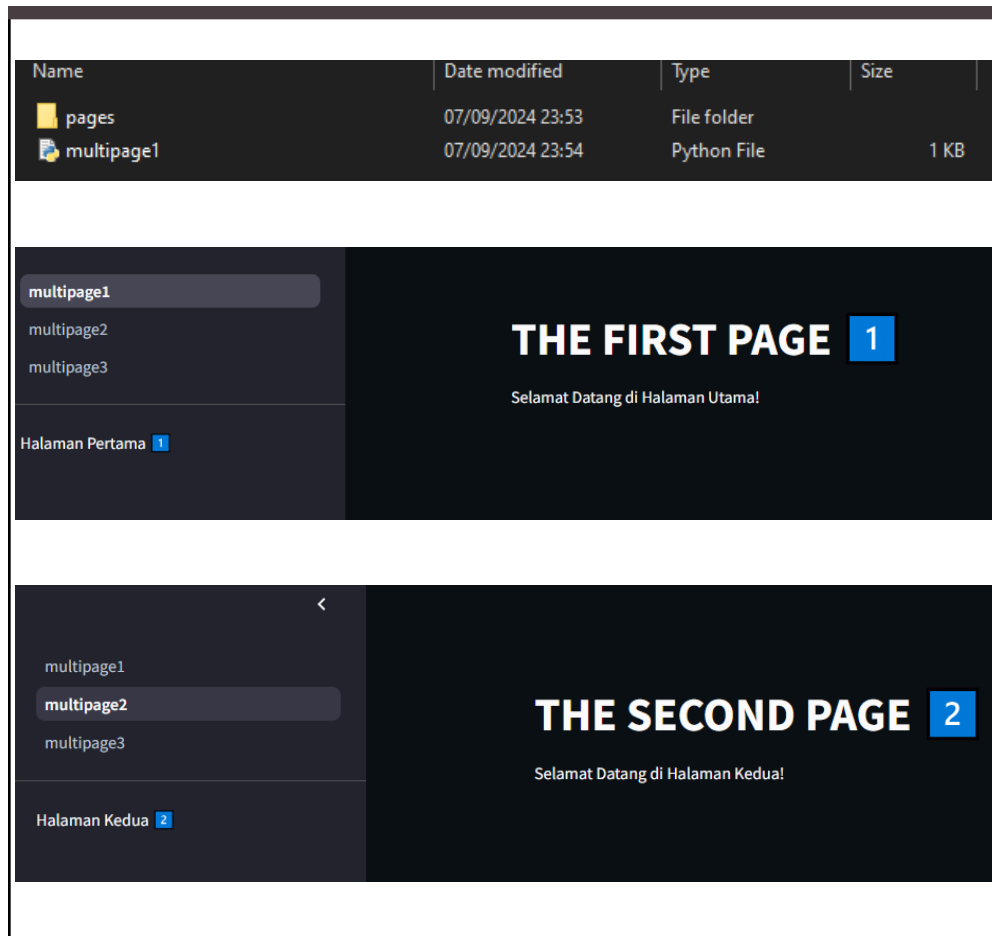 Name Date modified Type Size
pages 07/09/2024 23:53 File folder
multipage1 07/09/2024 23:54 Python File 1 KB
multipage1
multipage2
multipage3
Halaman Pertama 1
THE FIRST PAGE 1
Selamat Datang di Halaman Utama!
multipage1
multipage2
multipage3
Halaman Kedua 2
THE SECOND PAGE 2
Selamat Datang di Halaman Kedua!